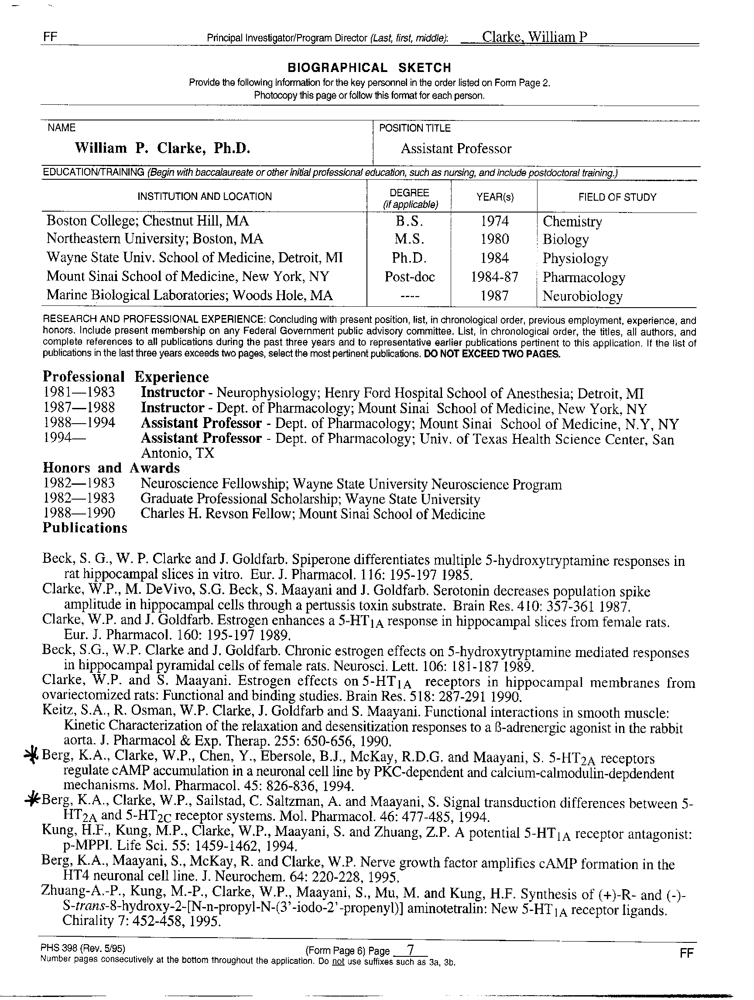 FF Principal Investigator/Program Director (Last, first, middle): Clarke, William P
BIOGRAPHICAL SKETCH
Provide the following information for the key personnel in the order listed on Form Page 2.
Photocopy this page or follow this format for each person.
NAME POSITION TITLE
William P. Clarke, Ph.D. Assistant Professor
EDUCATION/TRAINING (Begin with baccalaureate or other initial professional education, such as nursing, and include postdoctoral training.)
INSTITUTION AND LOCATION DEGREE (if applicable) YEAR(s) FIELD OF STUDY
Boston College; Chestnut Hill, MA B.S. 1974 Chemistry
Northeastern University; Boston, MA M.S. 1980 Biology
Wayne State Univ. School of Medicine, Detroit, MI Ph.D. 1984 Physiology
Mount Sinai School of Medicine, New York, NY Post-doc 1984-87 Pharmacology
Marine Biological Laboratories; Woods Hole, MA ---- 1987 Neurobiology
RESEARCH AND PROFESSIONAL EXPERIENCE: Concluding with present position, list, in chronological order, previous employment, experience, and
honors. Include present membership on any Federal Government public advisory committee. List, in chronological order, the titles, all authors, and
complete references to all publications during the past three years and to representative earlier publications pertinent to this application. If the list of
publications in the last three years exceeds two pages, select the most pertinent publications. DO NOT EXCEED TWO PAGES.
Professional Experience
1981—1983 Instructor - Neurophysiology; Henry Ford Hospital School of Anesthesia; Detroit, MI
1987—1988 Instructor - Dept. of Pharmacology; Mount Sinai School of Medicine, New York, NY
1988—1994 Assistant Professor - Dept. of Pharmacology; Mount Sinai School of Medicine, N.Y, NY
1994— Assistant Professor - Dept. of Pharmacology; Univ. of Texas Health Science Center, San
Antonio, TX
Honors and Awards
1982—1983 Neuroscience Fellowship; Wayne State University Neuroscience Program
1982—1983 Graduate Professional Scholarship; Wayne State University
1988—1990 Charles H. Revson Fellow; Mount Sinai School of Medicine
Publications
Beck, S. G., W. P. Clarke and J. Goldfarb. Spiperone differentiates multiple 5-hydroxytryptamine responses in
rat hippocampal slices in vitro. Eur. J. Pharmacol. 116: 195-197 1985.
Clarke, W.P., M. DeVivo, S.G. Beck, S. Maayani and J. Goldfarb. Serotonin decreases population spike
amplitude in hippocampal cells through a pertussis toxin substrate. Brain Res. 410: 357-361 1987.
Clarke, W.P. and J. Goldfarb. Estrogen enhances a 5-HT1A response in hippocampal slices from female rats.
Eur. J. Pharmacol. 160: 195-197 1989.
Beck, S.G., W.P. Clarke and J. Goldfarb. Chronic estrogen effects on 5-hydroxytryptamine mediated responses
in hippocampal pyramidal cells of female rats. Neurosci. Lett. 106: 181-187 1989.
Clarke, W.P. and S. Maayani. Estrogen effects on 5-HT1A receptors in hippocampal membranes from
ovariectomized rats: Functional and binding studies. Brain Res. 518: 287-291 1990.
Keitz, S.A., R. Osman, W.P. Clarke, J. Goldfarb and S. Maayani. Functional interactions in smooth muscle:
Kinetic Characterization of the relaxation and desensitization responses to a ß-adrenergic agonist in the rabbit
aorta. J. Pharmacol & Exp. Therap. 255: 650-656, 1990.
Berg, K.A., Clarke, W.P., Chen, Y., Ebersole, B.J., McKay, R.D.G. and Maayani, S. 5-HT2A receptors
regulate cAMP accumulation in a neuronal cell line by PKC-dependent and calcium-calmodulin-depdendent
mechanisms. Mol. Pharmacol. 45: 826-836, 1994.
Berg, K.A., Clarke, W.P., Sailstad, C. Saltzman, A. and Maayani, S. Signal transduction differences between 5-
HT2A and 5-HT2C receptor systems. Mol. Pharmacol. 46: 477-485, 1994.
Kung, H.F., Kung, M.P., Clarke, W.P., Maayani, S. and Zhuang, Z.P. A potential 5-HT1A receptor antagonist:
p-MPPI. Life Sci. 55: 1459-1462, 1994.
Berg, K.A., Maayani, S., McKay, R. and Clarke, W.P. Nerve growth factor amplifies cAMP formation in the
HT4 neuronal cell line. J. Neurochem. 64: 220-228, 1995.
Zhuang-A.-P., Kung, M.-P., Clarke, W.P., Maayani, S., Mu, M. and Kung, H.F. Synthesis of (+)-R- and (-)-
S-trans-8-hydroxy-2-[N-n-propyl-N-(3'-iodo-2'-propenyl)] aminotetralin: New 5-HT1A receptor ligands.
Chirality 7: 452-458, 1995.
PHS 398 (Rev. 5/95) (Form Page 6) Page 7 FF
Number pages consecutively at the bottom throughout the application. Do not use suffixes such as 3a, 3b.